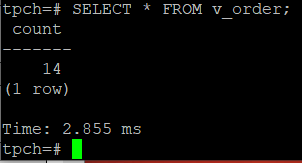 tpch=# SELECT * FROM v_order;
 count
-------
    14
(1 row)

Time: 2.855 ms
tpch=#